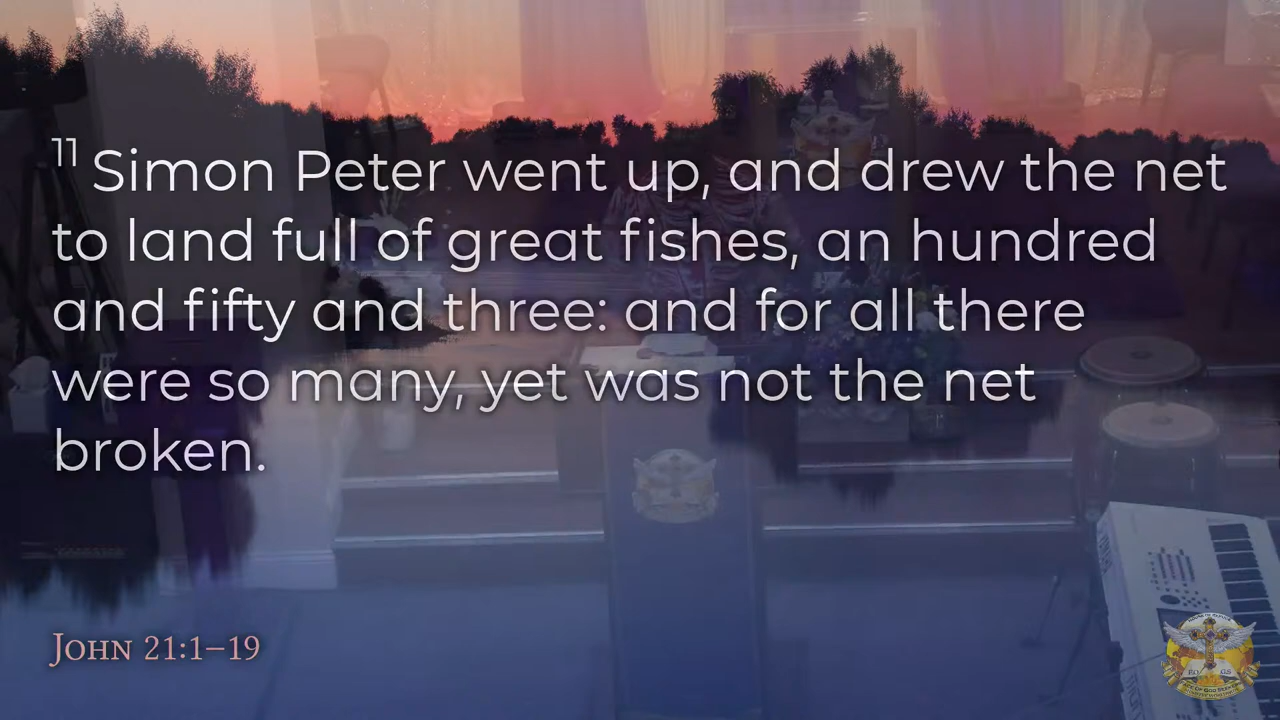 11 Simon Peter went up, and drew the net
to land full of great fishes, an hundred
and fifty and three: and for all there
were so many, yet was not the net
broken.
John 21:1–19